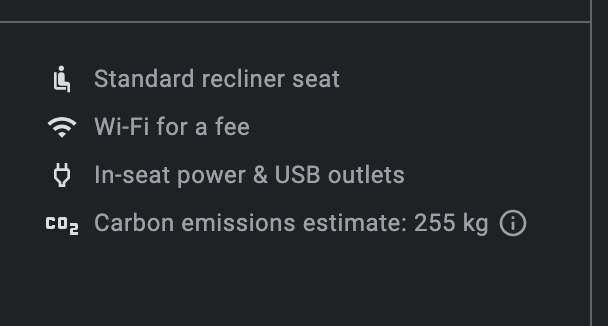 Standard recliner seat
Wi-Fi for a fee
In-seat power & USB outlets
CO2 Carbon emissions estimate: 255 kg